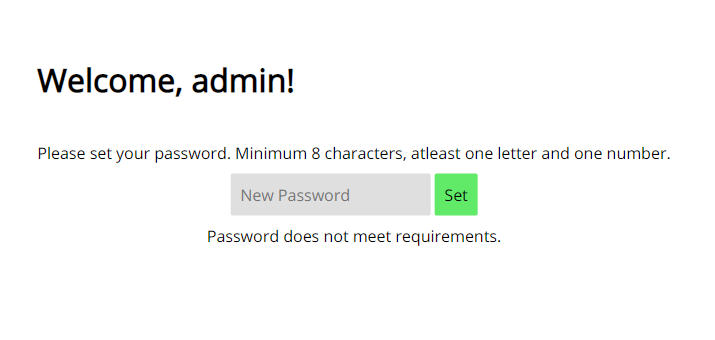 Welcome, admin!
Please set your password. Minimum 8 characters, atleast one letter and one number.
New Password Set
Password does not meet requirements.